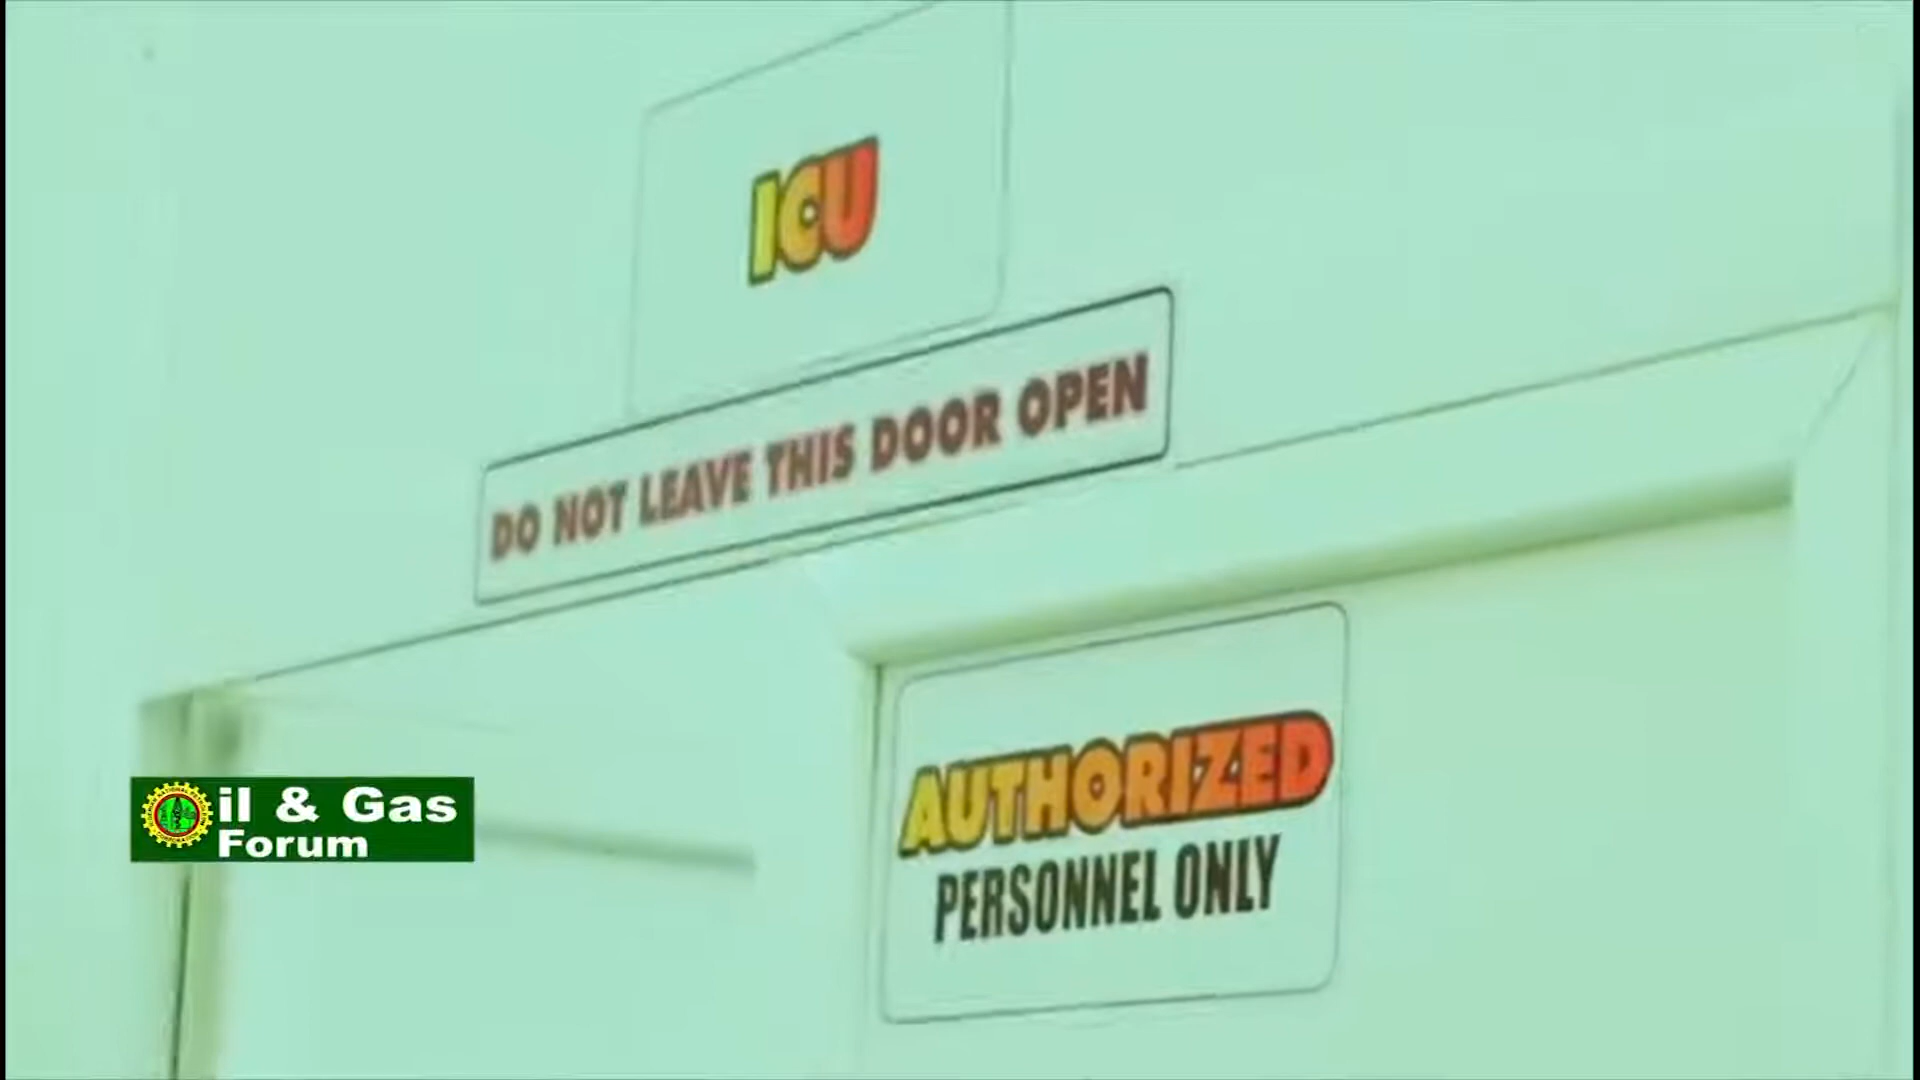 ICU
DO NOT LEAVE THIS DOOR OPEN
AUTHORIZED
PERSONNEL ONLY
il & Gas
Forum